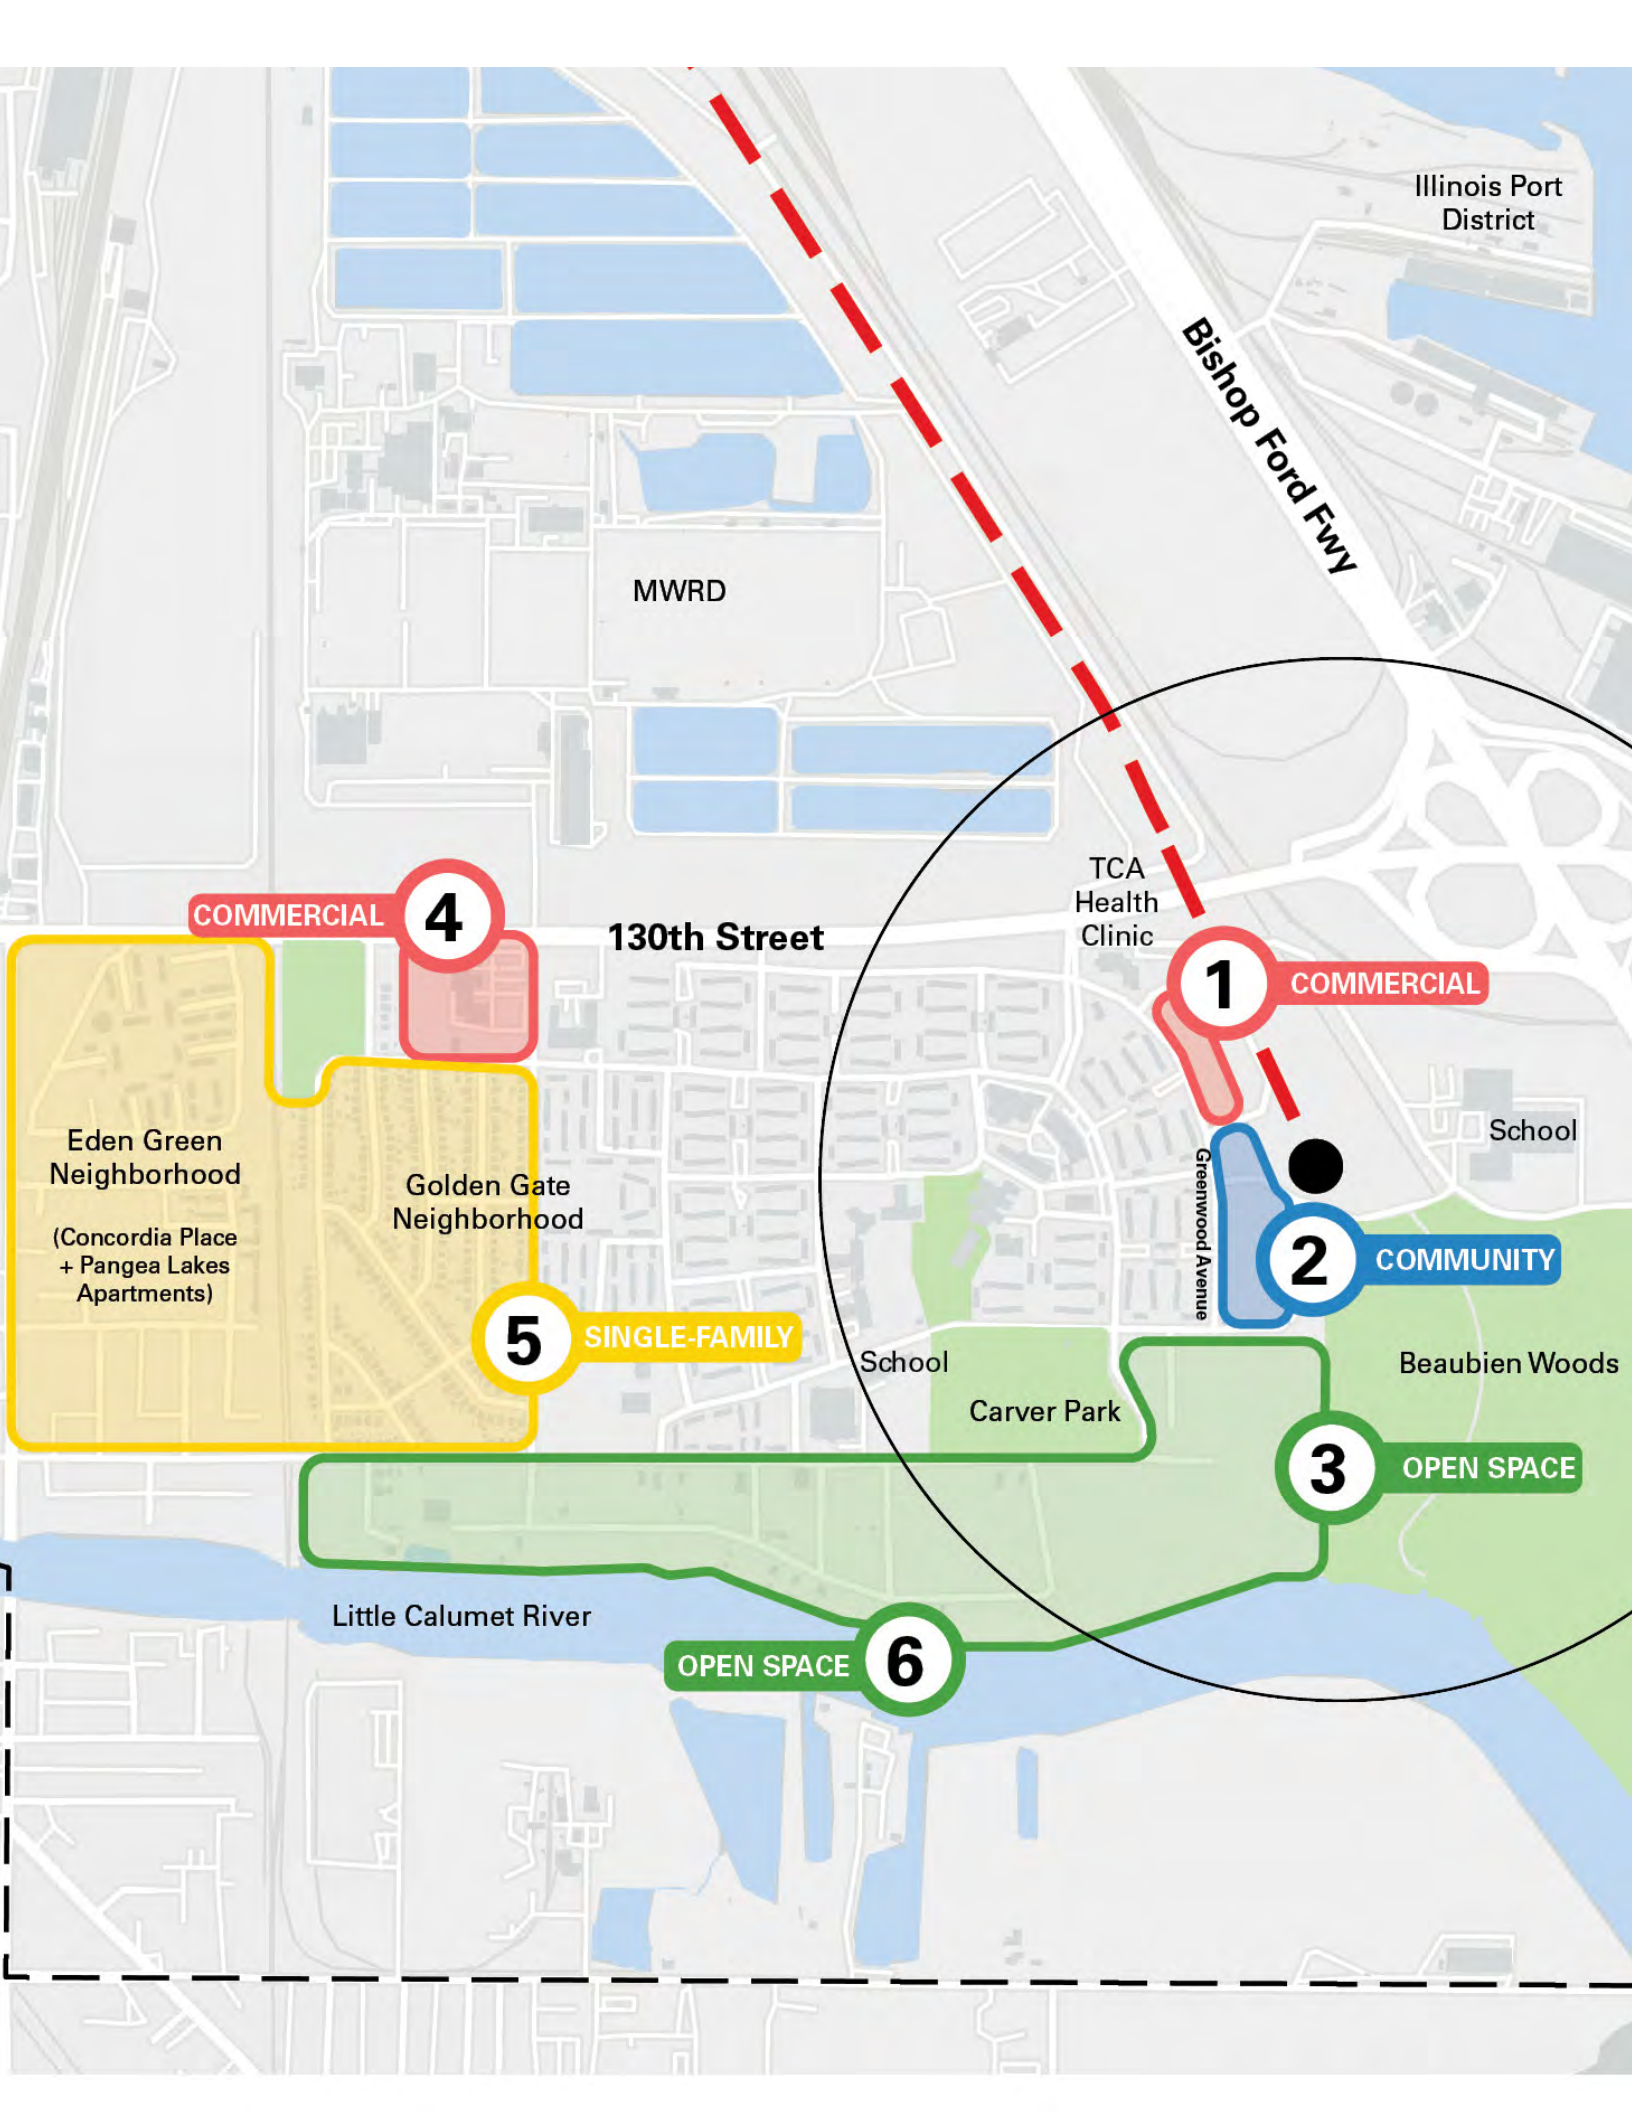 Illinois Port
District
Bishop Ford Fwy
MWRD
TCA
Health
Clinic
COMMERCIAL
4
130th Street
1
COMMERCIAL
School
Eden Green
Neighborhood
(Concordia Place
+ Pangea Lakes
Apartments)
Golden Gate
Neighborhood
Greenwood Avenue
2
COMMUNITY
5
SINGLE-FAMILY
School
Beaubien Woods
Carver Park
3
OPEN SPACE
Little Calumet River
OPEN SPACE
6